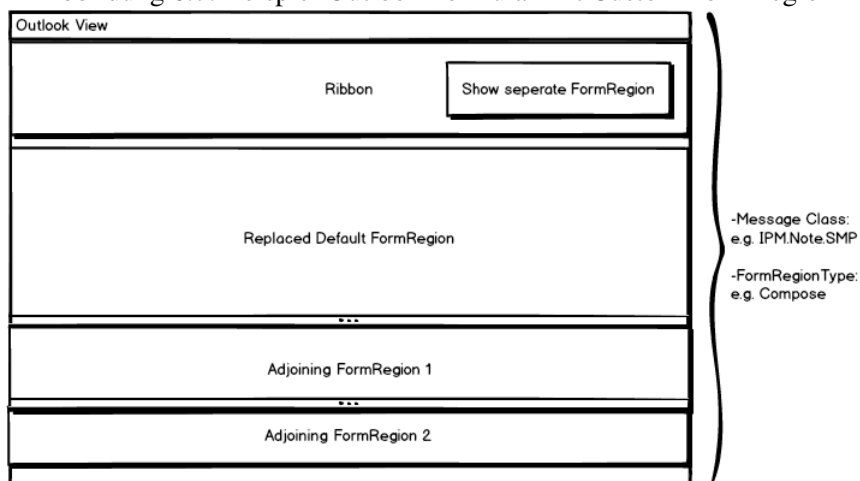 Outlook View
Ribbon
Show seperate FormRegion
Replaced Default FormRegion
-Message Class:
e.g. IPM.Note.SMP
-FormRegionType:
e.g. Compose
Adjoining FormRegion 1
Adjoining FormRegion 2